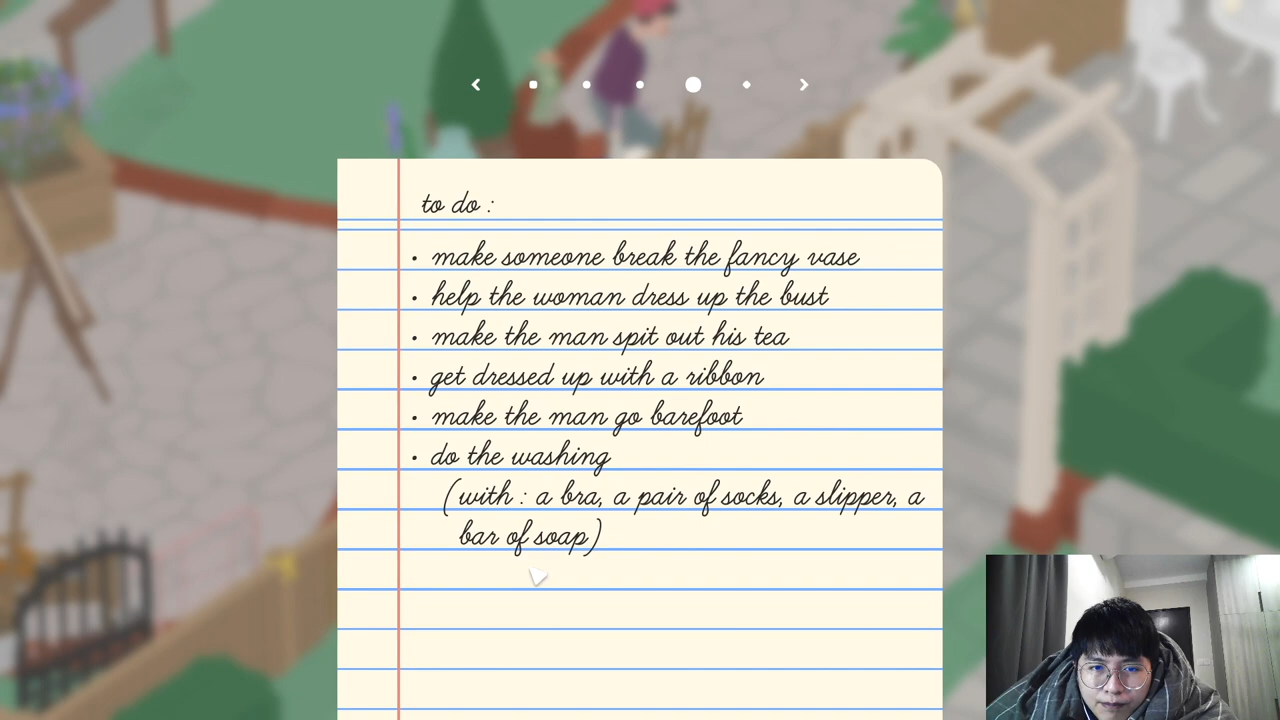 to do :
• make someone break the fancy vase
• help the woman dress up the bust
• make the man spit out his tea
• get dressed up with a ribbon
• make the man go barefoot
• do the washing
(with : a bra, a pair of socks, a slipper, a
bar of soap)